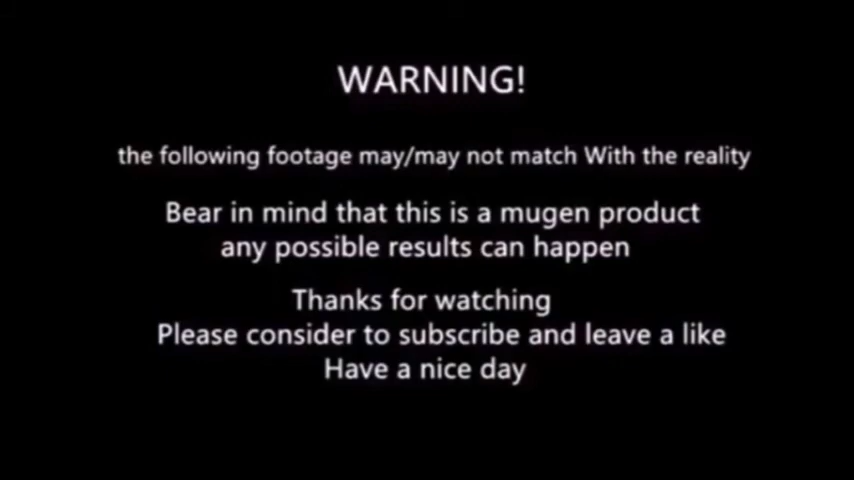 WARNING!
the following footage may/may not match With the reality
Bear in mind that this is a mugen product
any possible results can happen
Thanks for watching
Please consider to subscribe and leave a like
Have a nice day